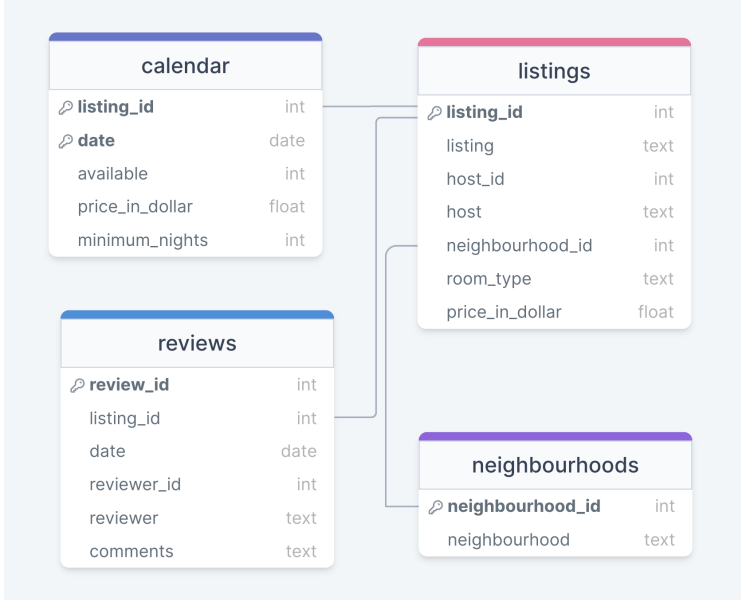 calendar
listing_id int
date date
available int
price_in_dollar float
minimum_nights int
listings
listing_id int
listing text
host_id int
host text
neighbourhood_id int
room_type text
price_in_dollar float
reviews
review_id int
listing_id int
date date
reviewer_id int
reviewer text
comments text
neighbourhoods
neighbourhood_id int
neighbourhood text